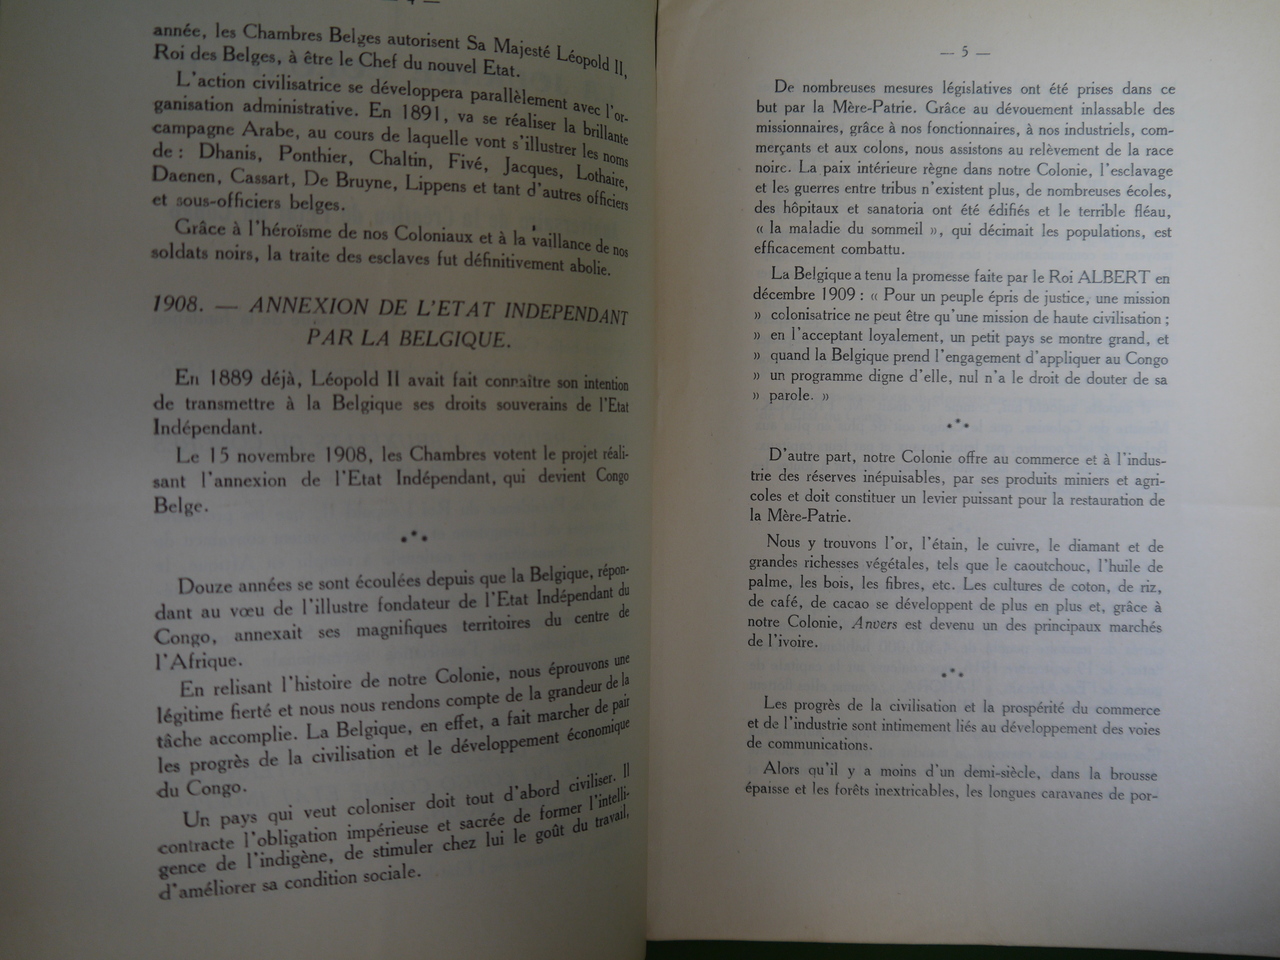 — 4 —
année, les Chambres Belges autorisent Sa Majesté Léopold II,
Roi des Belges, à être le Chef du nouvel Etat.
L'action civilisatrice se développera parallèlement avec l'or-
ganisation administrative. En 1891, va se réaliser la brillante
campagne Arabe, au cours de laquelle vont s'illustrer les noms
de : Dhanis, Ponthier, Chaltin, Fivé, Jacques, Lothaire,
Daenen, Cassart, De Bruyne, Lippens et tant d'autres officiers
et sous-officiers belges.
Grâce à l'héroïsme de nos Coloniaux et à la vaillance de nos
soldats noirs, la traite des esclaves fut définitivement abolie.
1908. — ANNEXION DE L'ETAT INDEPENDANT
PAR LA BELGIQUE.
En 1889 déjà, Léopold II avait fait connaître son intention
de transmettre à la Belgique ses droits souverains de l'Etat
Indépendant.
Le 15 novembre 1908, les Chambres votent le projet réali-
sant l'annexion de l'Etat Indépendant, qui devient Congo
Belge.
Douze années se sont écoulées depuis que la Belgique, répon-
dant au vœu de l'illustre fondateur de l'Etat Indépendant du
Congo, annexait ses magnifiques territoires du centre de
l'Afrique.
En relisant l'histoire de notre Colonie, nous éprouvons une
légitime fierté et nous nous rendons compte de la grandeur de la
tâche accomplie. La Belgique, en effet, a fait marcher de pair
les progrès de la civilisation et le développement économique
du Congo.
Un pays qui veut coloniser doit tout d'abord civiliser. Il
contracte l'obligation impérieuse et sacrée de former l'intelli-
gence de l'indigène, de stimuler chez lui le goût du travail,
d'améliorer sa condition sociale.
— 5 —
De nombreuses mesures législatives ont été prises dans ce
but par la Mère-Patrie. Grâce au dévouement inlassable des
missionnaires, grâce à nos fonctionnaires, à nos industriels, com-
merçants et aux colons, nous assistons au relèvement de la race
noire. La paix intérieure règne dans notre Colonie, l'esclavage
et les guerres entre tribus n'existent plus, de nombreuses écoles,
des hôpitaux et sanatoria ont été édifiés et le terrible fléau,
« la maladie du sommeil », qui décimait les populations, est
efficacement combattu.
La Belgique a tenu la promesse faite par le Roi ALBERT en
décembre 1909 : « Pour un peuple épris de justice, une mission
» colonisatrice ne peut être qu'une mission de haute civilisation ;
» en l'acceptant loyalement, un petit pays se montre grand, et
» quand la Belgique prend l'engagement d'appliquer au Congo
» un programme digne d'elle, nul n'a le droit de douter de sa
» parole. »
D'autre part, notre Colonie offre au commerce et à l'indus-
trie des réserves inépuisables, par ses produits miniers et agri-
coles et doit constituer un levier puissant pour la restauration de
la Mère-Patrie.
Nous y trouvons l'or, l'étain, le cuivre, le diamant et de
grandes richesses végétales, tels que le caoutchouc, l'huile de
palme, les bois, les fibres, etc. Les cultures de coton, de riz,
de café, de cacao se développent de plus en plus et, grâce à
notre Colonie, Anvers est devenu un des principaux marchés
de l'ivoire.
Les progrès de la civilisation et la prospérité du commerce
et de l'industrie sont intimement liés au développement des voies
de communications.
Alors qu'il y a moins d'un demi-siècle, dans la brousse
épaisse et les forêts inextricables, les longues caravanes de por-